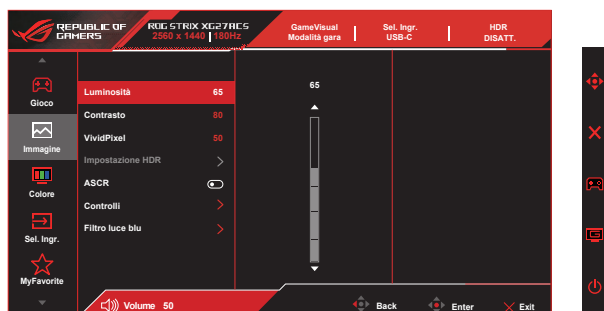 REPUBLIC OF
GAMERS
ROG STRIX XG27ACS
2560 x 1440 180Hz
GameVisual
Modalità gara
Sel. Ingr.
USB-C
HDR
DISATT.
Gioco
Immagine
Colore
Sel. Ingr.
MyFavorite
Luminosità 65
Contrasto 80
VividPixel 50
Impostazione HDR
ASCR
Controlli
Filtro luce blu
65
Volume 50
Back
Enter
Exit